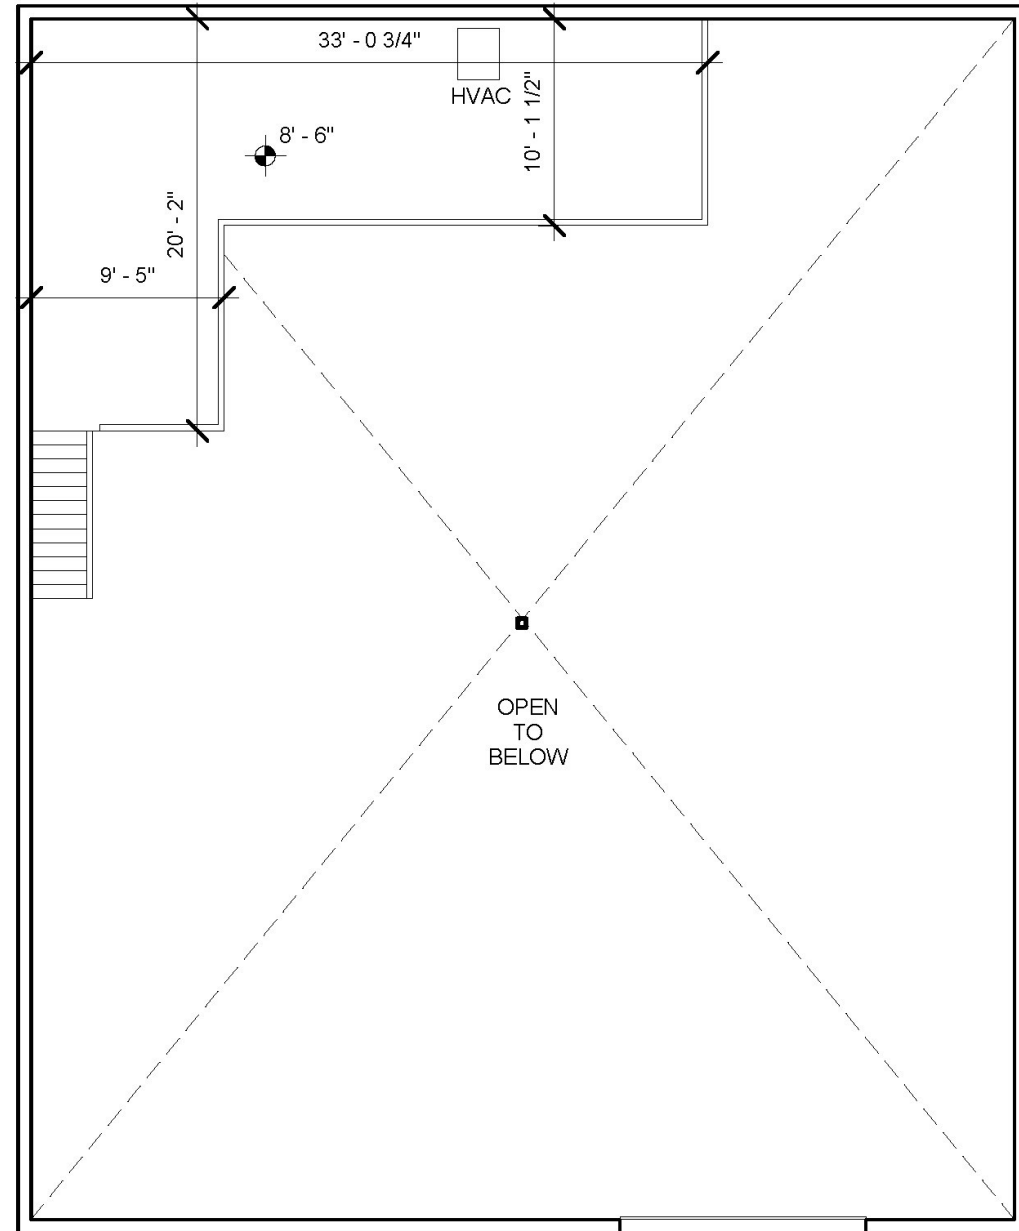 33' - 0 3/4"
HVAC
10' - 1 1/2"
8' - 6"
20' - 2"
9' - 5"
OPEN
TO
BELOW